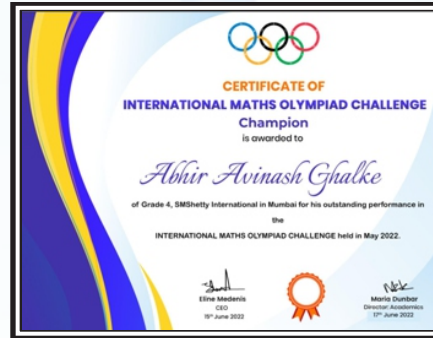 CERTIFICATE OF
INTERNATIONAL MATHS OLYMPIAD CHALLENGE
Champion
is awarded to
Abhir Avinash Ghalke
of Grade 4, SMShetty International in Mumbai for his outstanding performance in
the
INTERNATIONAL MATHS OLYMPIAD CHALLENGE held in May 2022.
Eline Medenis
CEO
15th June 2022
Maria Dunbar
Director: Academics
17th June 2022